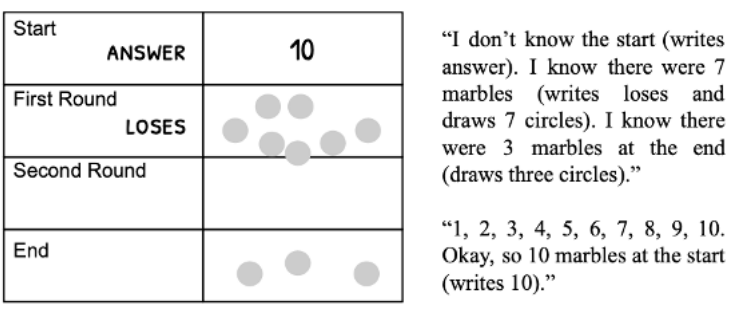 Start
ANSWER
10
First Round
LOSES
Second Round
End
“I don’t know the start (writes
answer). I know there were 7
marbles (writes loses and
draws 7 circles). I know there
were 3 marbles at the end
(draws three circles).”
“1, 2, 3, 4, 5, 6, 7, 8, 9, 10.
Okay, so 10 marbles at the start
(writes 10).”